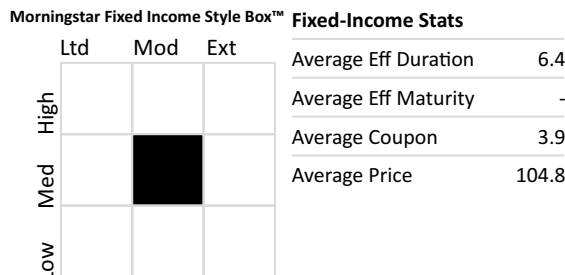 Morningstar Fixed Income Style Box™
Ltd Mod Ext
High
Med
Low
Fixed-Income Stats
Average Eff Duration 6.4
Average Eff Maturity -
Average Coupon 3.9
Average Price 104.8